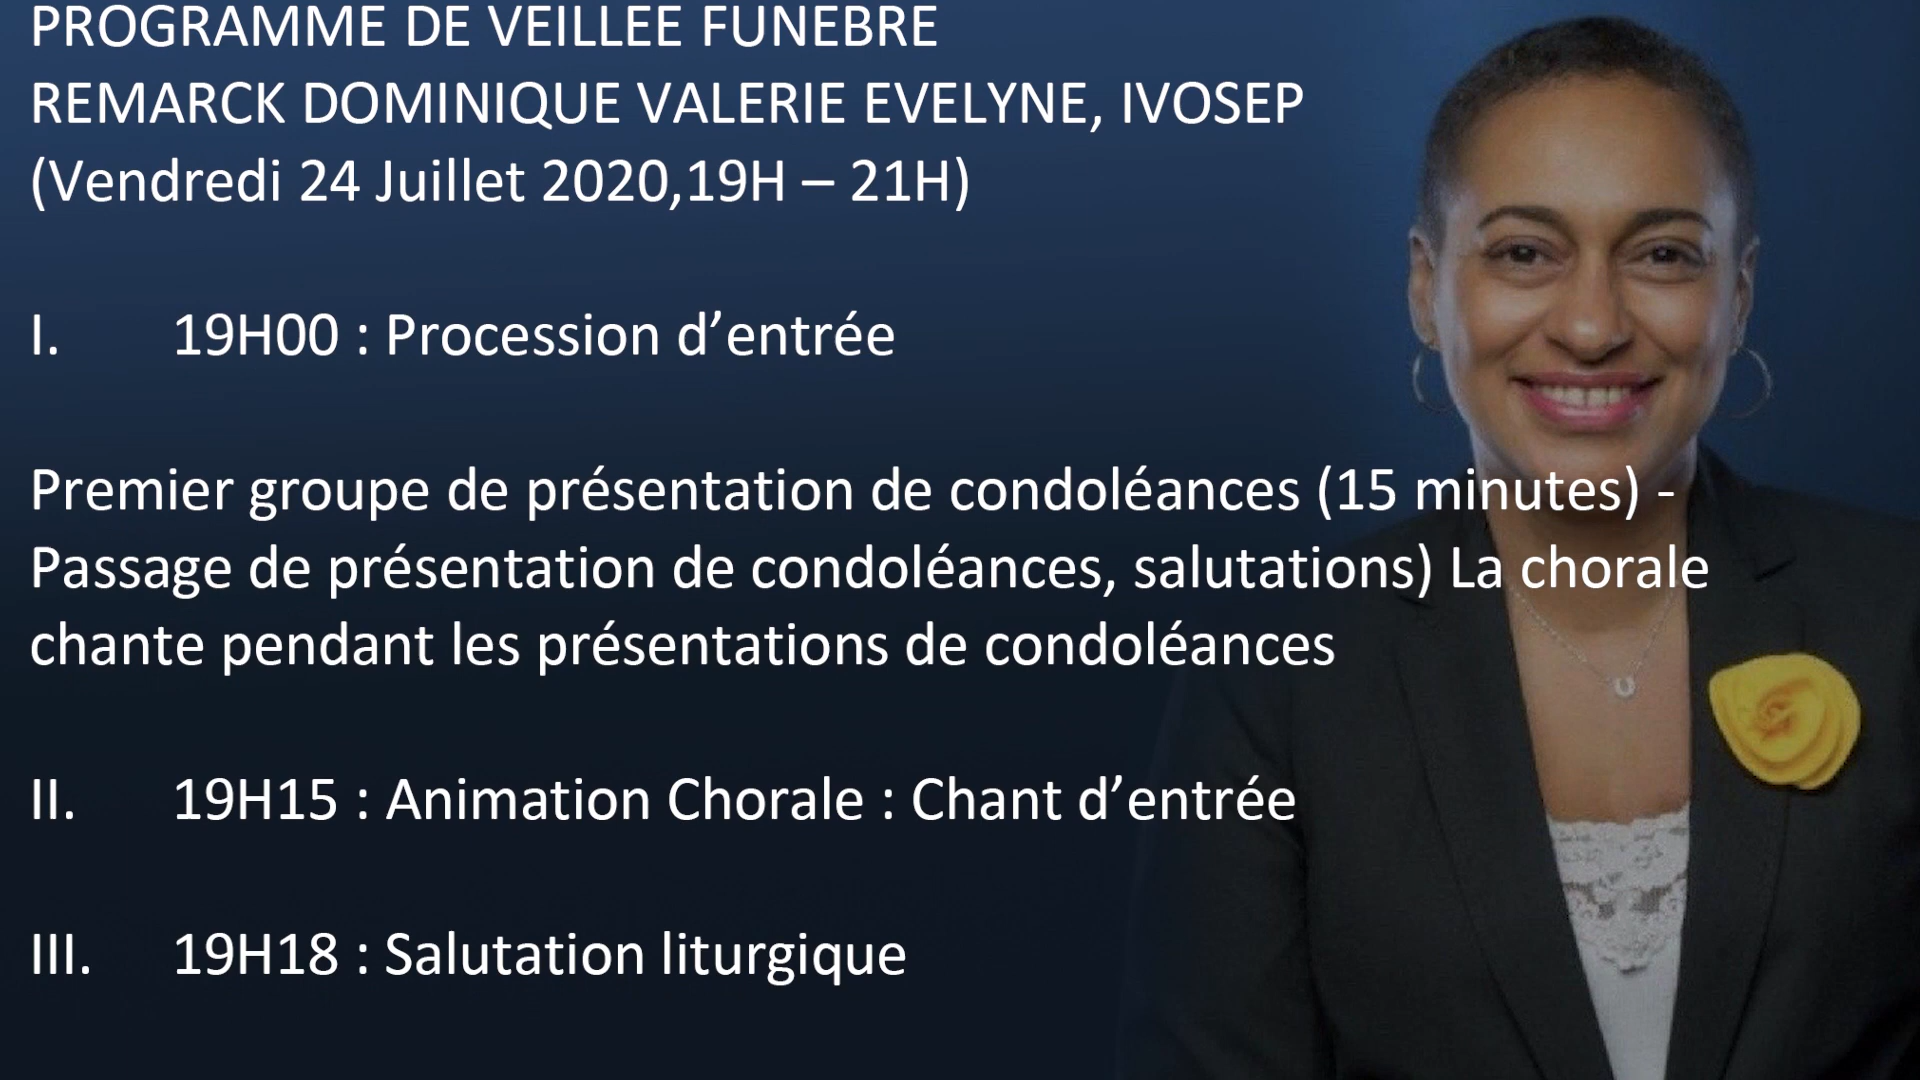 PROGRAMME DE VEILLEE FUNEBRE
REMARCK DOMINIQUE VALERIE EVELYNE, IVOSEP
(Vendredi 24 Juillet 2020,19H – 21H)
I. 19H00 : Procession d’entrée
Premier groupe de présentation de condoléances (15 minutes) -
Passage de présentation de condoléances, salutations) La chorale
chante pendant les présentations de condoléances
II. 19H15 : Animation Chorale : Chant d’entrée
III. 19H18 : Salutation liturgique